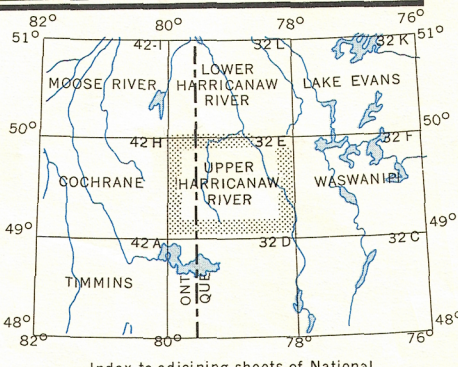 82° 80° 78° 76°
51° 42-I 32 L 32 K 51°
MOOSE RIVER
LOWER
HARRICANAW
RIVER
LAKE EVANS
50° 42 H 32 E 32 F 50°
COCHRANE
UPPER
HARRICANAW
RIVER
WASWANIPI
49° 42 A 32 D 32 C 49°
TIMMINS
ONT
QUE
48° 48°
82° 80° 78° 76°
Index to adjoining sheets of National